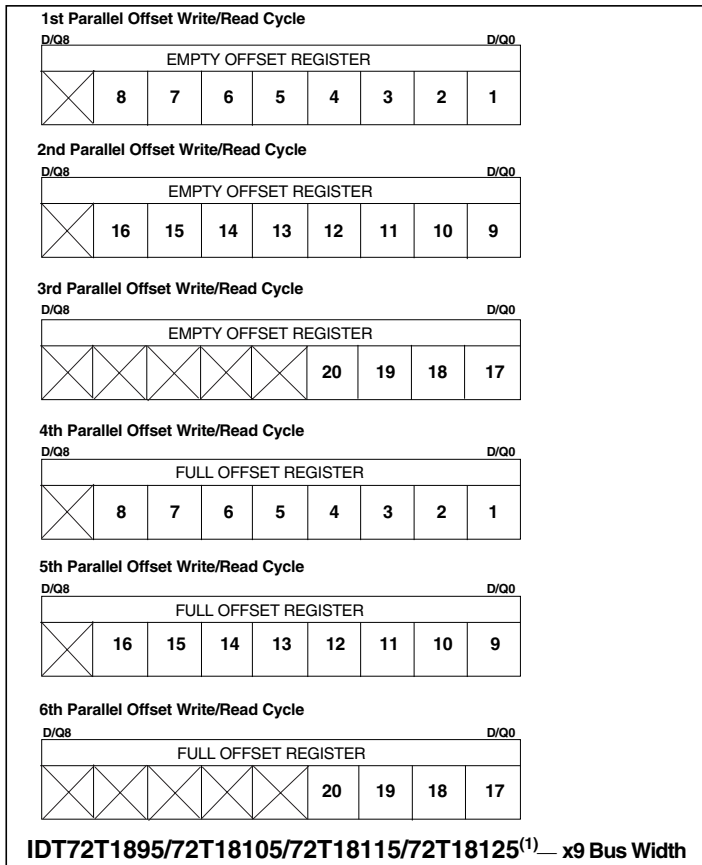 1st Parallel Offset Write/Read Cycle
D/Q8 D/Q0
EMPTY OFFSET REGISTER
8 7 6 5 4 3 2 1
2nd Parallel Offset Write/Read Cycle
D/Q8 D/Q0
EMPTY OFFSET REGISTER
16 15 14 13 12 11 10 9
3rd Parallel Offset Write/Read Cycle
D/Q8 D/Q0
EMPTY OFFSET REGISTER
20 19 18 17
4th Parallel Offset Write/Read Cycle
D/Q8 D/Q0
FULL OFFSET REGISTER
8 7 6 5 4 3 2 1
5th Parallel Offset Write/Read Cycle
D/Q8 D/Q0
FULL OFFSET REGISTER
16 15 14 13 12 11 10 9
6th Parallel Offset Write/Read Cycle
D/Q8 D/Q0
FULL OFFSET REGISTER
20 19 18 17
IDT72T1895/72T18105/72T18115/72T18125(1)— x9 Bus Width